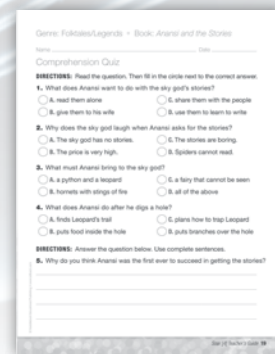 Genre: Folktales/Legends • Book: Anansi and the Stories
Name Date
Comprehension Quiz
DIRECTIONS: Read the question. Then fill in the circle next to the correct answer.
1. What does Anansi want to do with the sky god's stories?
A. read them alone C. share them with the people
B. give them to his wife D. use them to learn to write
2. Why does the sky god laugh when Anansi asks for the stories?
A. The sky god has no stories. C. The stories are boring.
B. The price is very high. D. Spiders cannot read.
3. What must Anansi bring to the sky god?
A. a python and a leopard C. a fairy that cannot be seen
B. hornets with stings of fire D. all of the above
4. What does Anansi do after he digs a hole?
A. finds Leopard's trail C. plans how to trap Leopard
B. puts food inside the hole D. puts branches over the hole
DIRECTIONS: Answer the question below. Use complete sentences.
5. Why do you think Anansi was the first ever to succeed in getting the stories?
Teacher's Guide